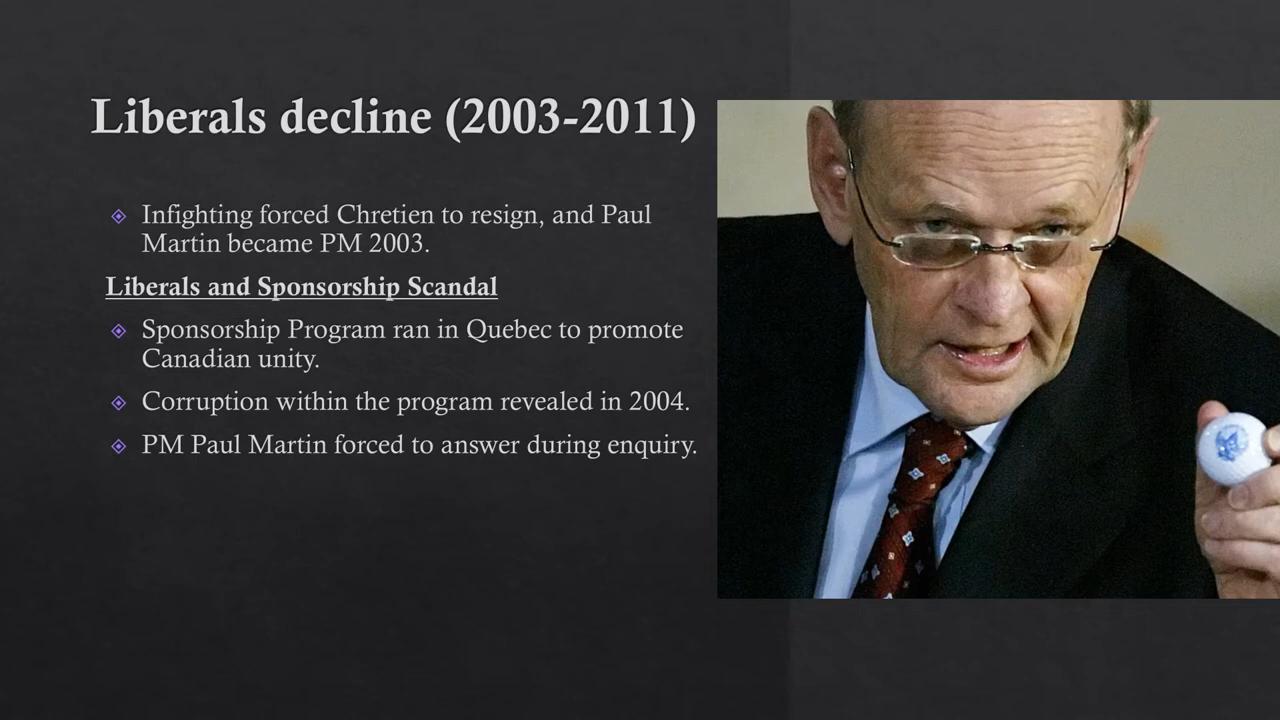 Liberals decline (2003-2011)
Infighting forced Chretien to resign, and Paul
Martin became PM 2003.
Liberals and Sponsorship Scandal
Sponsorship Program ran in Quebec to promote
Canadian unity.
Corruption within the program revealed in 2004.
PM Paul Martin forced to answer during enquiry.